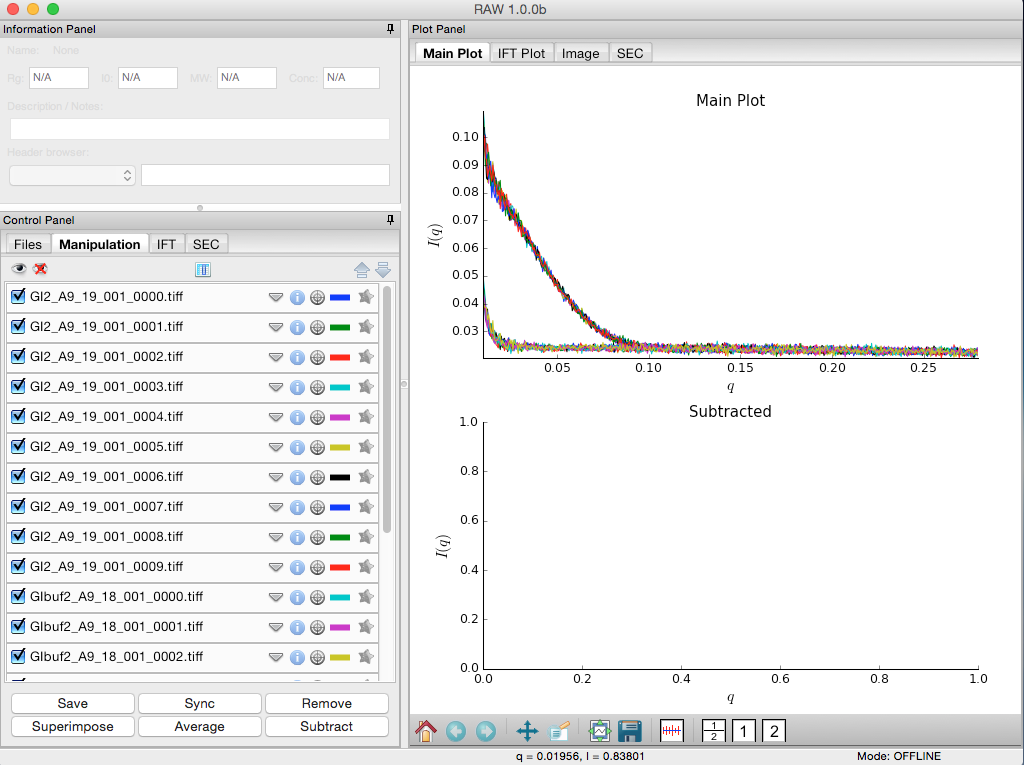 RAW 1.0.0b
Information Panel
Name: None
Rg: N/A I0: N/A MW: N/A Conc: N/A
Description / Notes:
Header browser:
Control Panel
Files Manipulation IFT SEC
GI2_A9_19_001_0000.tiff
GI2_A9_19_001_0001.tiff
GI2_A9_19_001_0002.tiff
GI2_A9_19_001_0003.tiff
GI2_A9_19_001_0004.tiff
GI2_A9_19_001_0005.tiff
GI2_A9_19_001_0006.tiff
GI2_A9_19_001_0007.tiff
GI2_A9_19_001_0008.tiff
GI2_A9_19_001_0009.tiff
GIbuf2_A9_18_001_0000.tiff
GIbuf2_A9_18_001_0001.tiff
GIbuf2_A9_18_001_0002.tiff
Save Sync Remove
Superimpose Average Subtract
Plot Panel
Main Plot IFT Plot Image SEC
Main Plot
I(q)
0.10
0.09
0.08
0.07
0.06
0.05
0.04
0.03
0.05 0.10 0.15 0.20 0.25
q
Subtracted
I(q)
1.0
0.8
0.6
0.4
0.2
0.0
0.0 0.2 0.4 0.6 0.8 1.0
q
1 2 1 2
q = 0.01956, I = 0.83801 Mode: OFFLINE